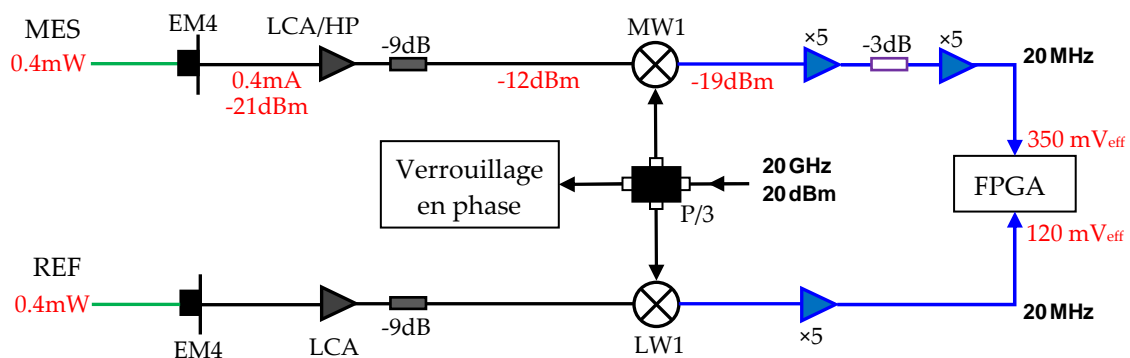 MES
0.4mW
EM4
0.4mA
-21dBm
LCA/HP
-9dB
-12dBm
MW1
-19dBm
×5
-3dB
×5
20 MHz
350 mVeff
Verrouillage
en phase
20 GHz
20 dBm
P/3
FPGA
120 mVeff
REF
0.4mW
EM4
LCA
-9dB
LW1
×5
20 MHz